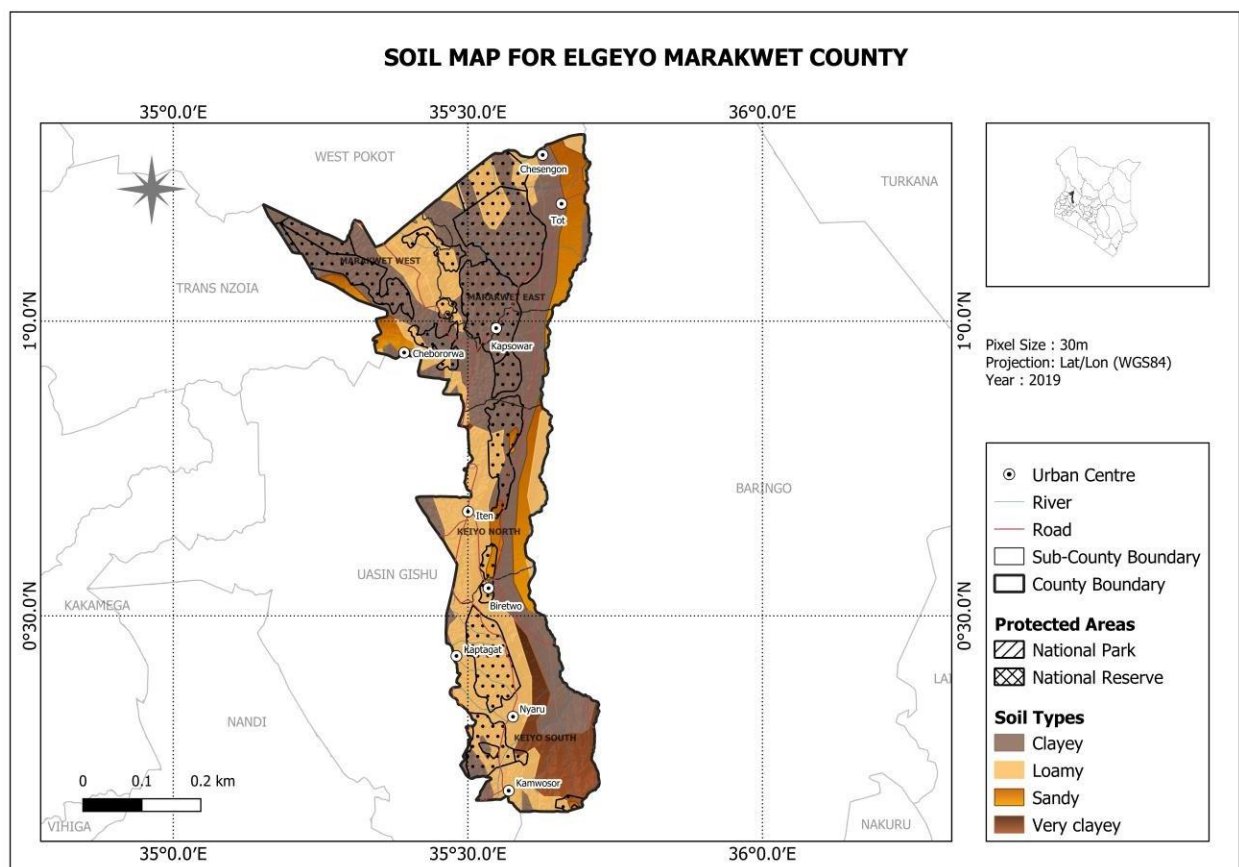 SOIL MAP FOR ELGEYO MARAKWET COUNTY
35°0.0′E 35°30.0′E 36°0.0′E
WEST POKOT
TURKANA
Chesengon
Tot
MARAKWET WEST
TRANS NZOIA
MARAKWET EAST
1°0.0′N 1°0.0′N
Kapsowar
Chebororwa
BARINGO
Iten
KEIYO NORTH
UASIN GISHU
KAKAMEGA
Biretwo
0°30.0′N 0°30.0′N
Kaptagat
LAI
NANDI
Nyaru
KEIYO SOUTH
Kamwosor
0 0.1 0.2 km
VIHIGA
NAKURU
35°0.0′E 35°30.0′E 36°0.0′E
Pixel Size : 30m
Projection: Lat/Lon (WGS84)
Year : 2019
Urban Centre
River
Road
Sub-County Boundary
County Boundary
Protected Areas
National Park
National Reserve
Soil Types
Clayey
Loamy
Sandy
Very clayey